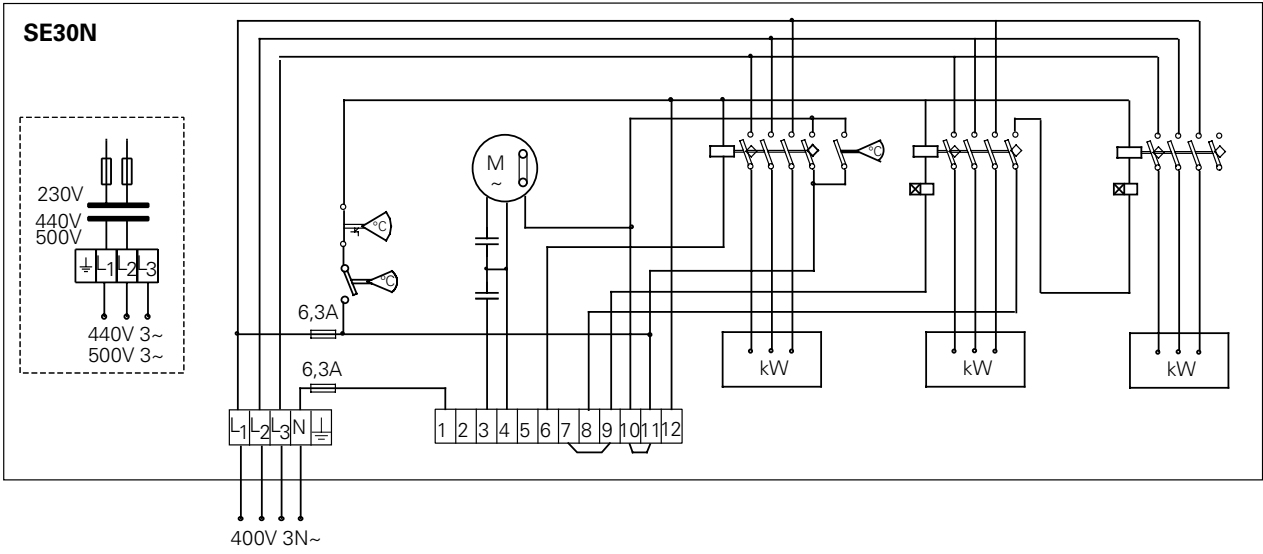 SE30N
230V
440V
500V
L1 L2 L3
440V 3~
500V 3~
M
~
°C
°C
°C
6,3A
6,3A
kW
kW
kW
L1 L2 L3 N
1 2 3 4 5 6 7 8 9 10 11 12
400V 3N~